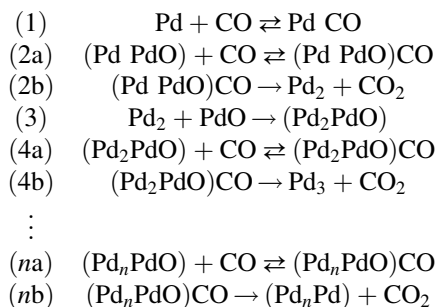 (1) Pd + CO ⇄ Pd CO
(2a) (Pd PdO) + CO ⇄ (Pd PdO)CO
(2b) (Pd PdO)CO → Pd₂ + CO₂
(3) Pd₂ + PdO → (Pd₂PdO)
(4a) (Pd₂PdO) + CO ⇄ (Pd₂PdO)CO
(4b) (Pd₂PdO)CO → Pd₃ + CO₂
⋮
(na) (PdₙPdO) + CO ⇄ (PdₙPdO)CO
(nb) (PdₙPdO)CO → (PdₙPd) + CO₂